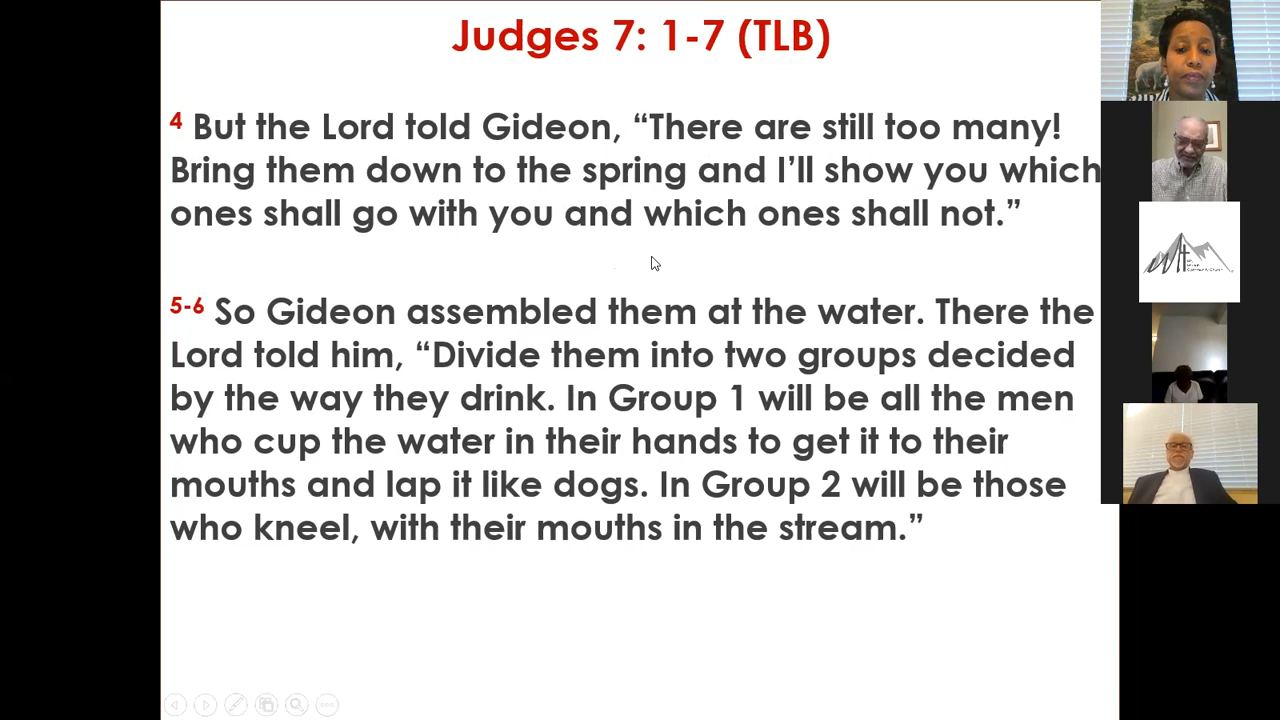 Judges 7: 1-7 (TLB)
4 But the Lord told Gideon, “There are still too many!
Bring them down to the spring and I’ll show you which
ones shall go with you and which ones shall not.”
5-6 So Gideon assembled them at the water. There the
Lord told him, “Divide them into two groups decided
by the way they drink. In Group 1 will be all the men
who cup the water in their hands to get it to their
mouths and lap it like dogs. In Group 2 will be those
who kneel, with their mouths in the stream.”